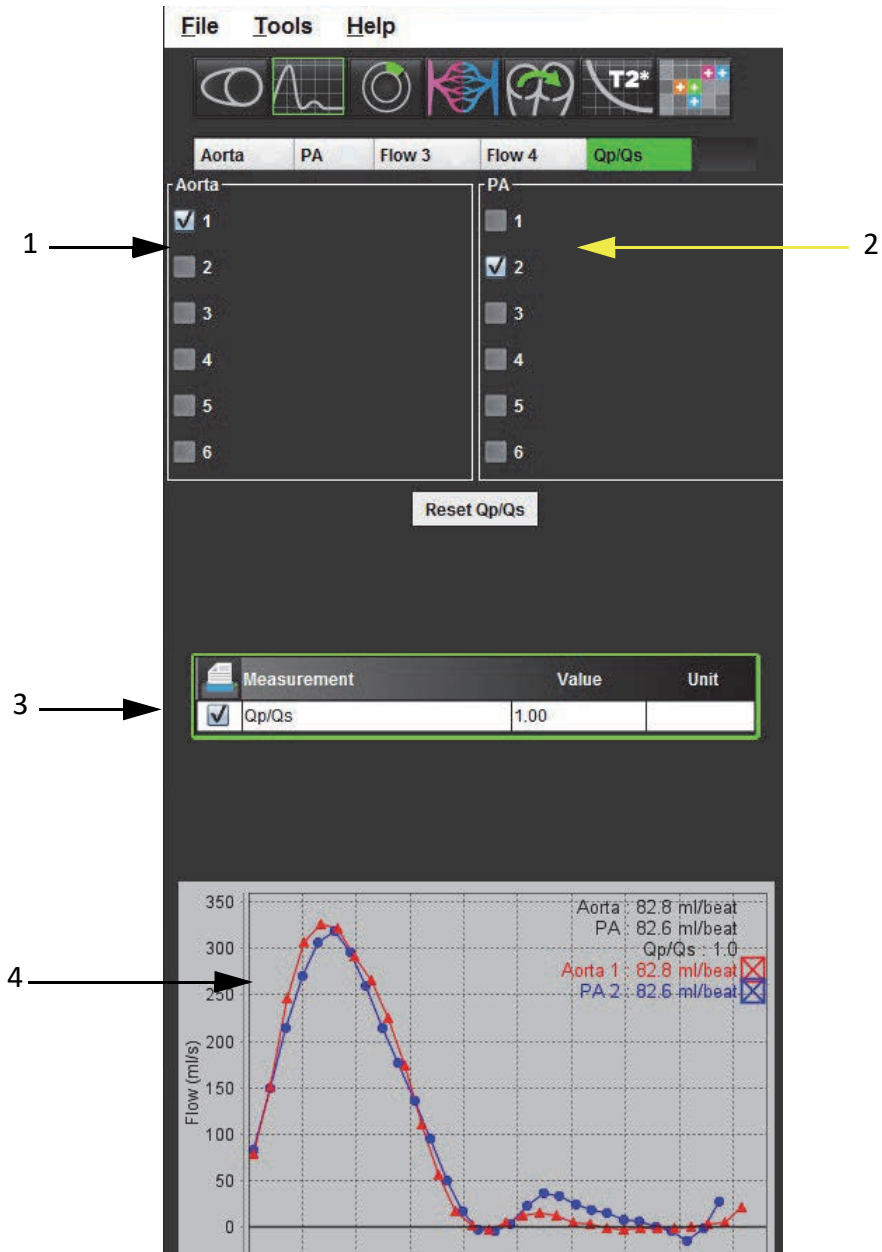 File Tools Help
T2*
Aorta PA Flow 3 Flow 4 Qp/Qs
Aorta
1
2
3
4
5
6
PA
1
2
3
4
5
6
1
2
Reset Qp/Qs
Measurement Value Unit
Qp/Qs 1.00
3
4
Flow (ml/s)
350
300
250
200
150
100
50
0
Aorta : 82.8 ml/beat
PA : 82.6 ml/beat
Qp/Qs : 1.0
Aorta 1 : 82.8 ml/beat
PA 2 : 82.6 ml/beat